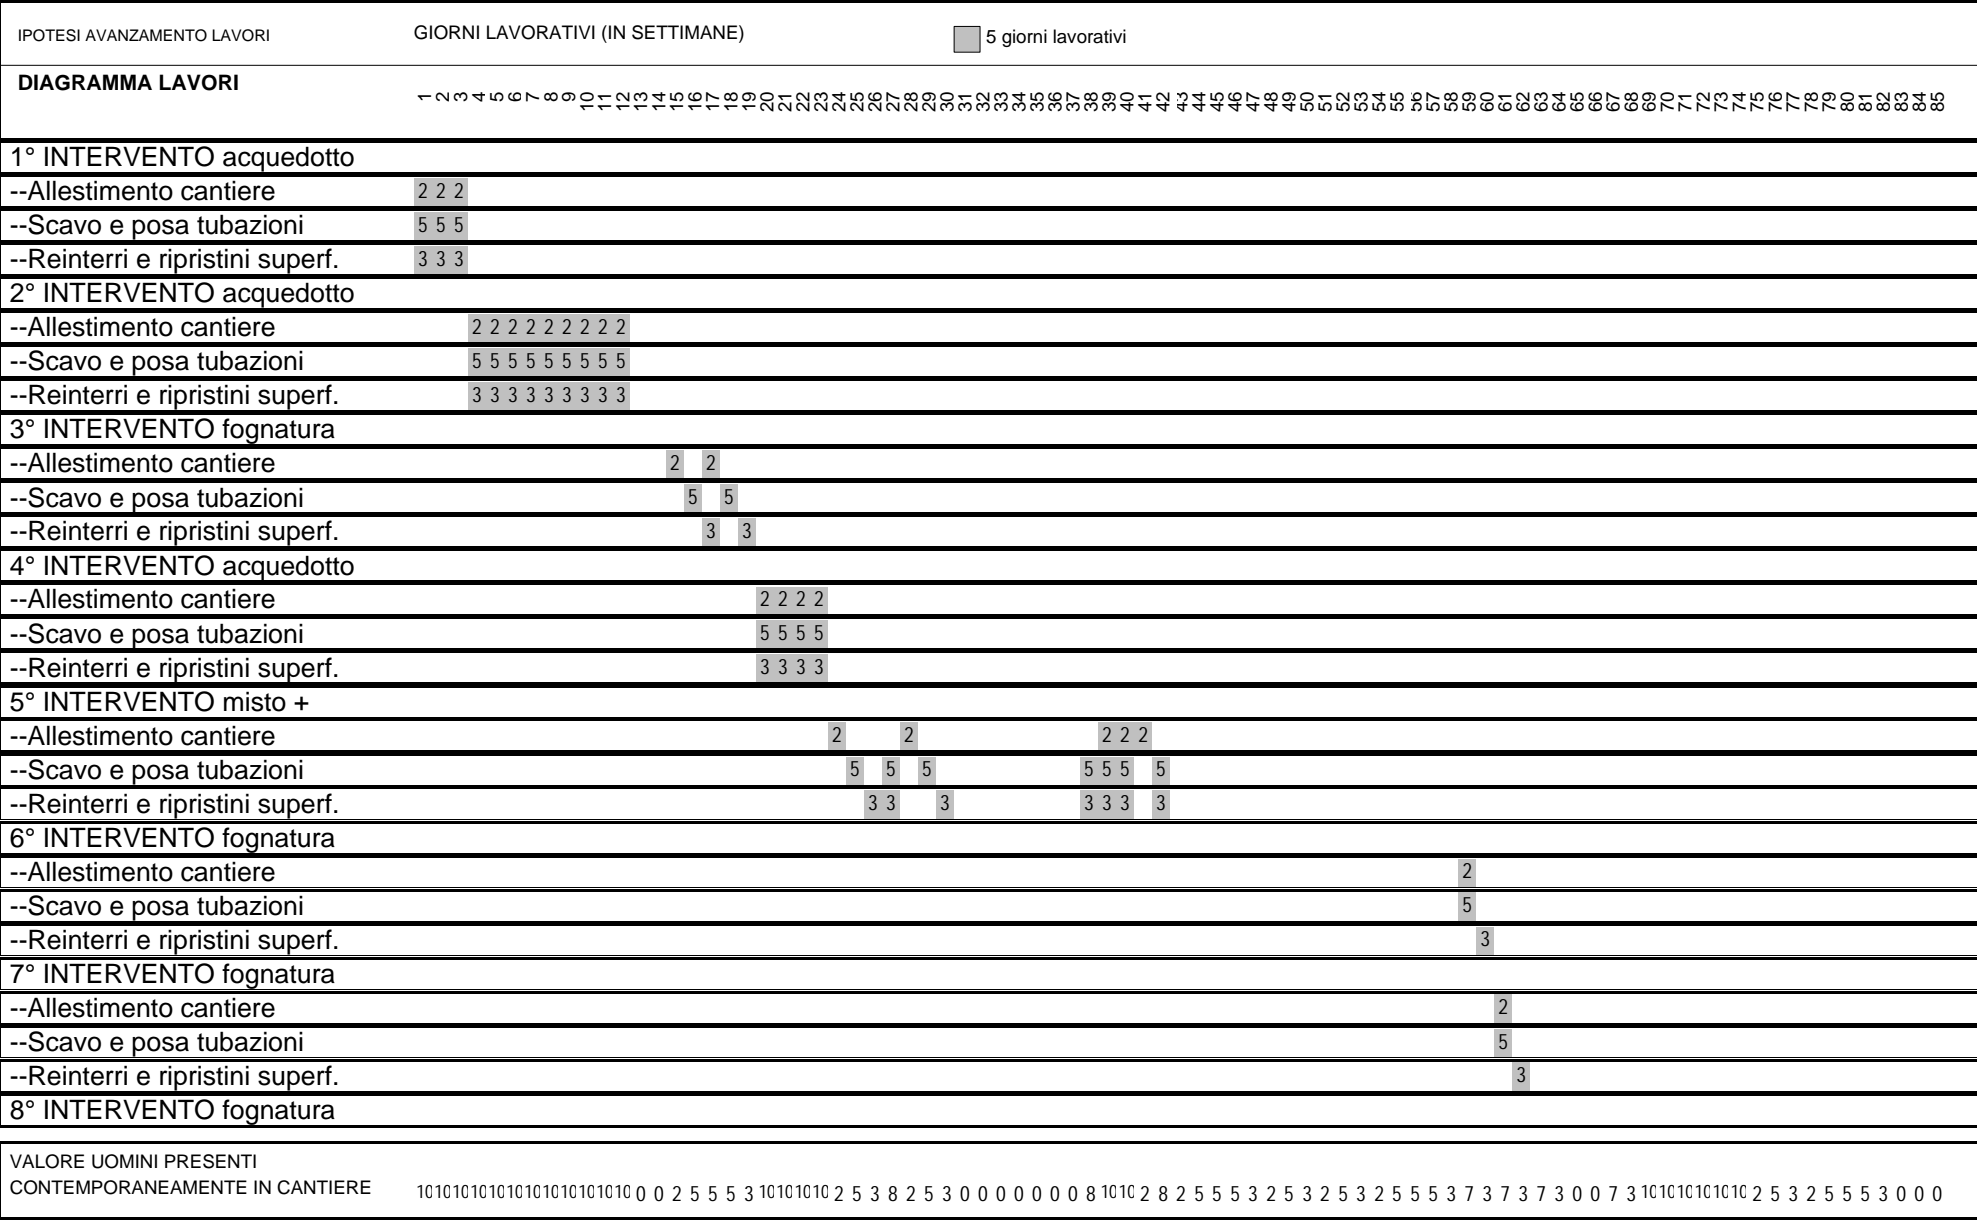 IPOTESI AVANZAMENTO LAVORI GIORNI LAVORATIVI (IN SETTIMANE) 5 giorni lavorativi
DIAGRAMMA LAVORI 1 2 3 4 5 6 7 8 9 10 11 12 13 14 15 16 17 18 19 20 21 22 23 24 25 26 27 28 29 30 31 32 33 34 35 36 37 38 39 40 41 42 43 44 45 46 47 48 49 50 51 52 53 54 55 56 57 58 59 60 61 62 63 64 65 66 67 68 69 70 71 72 73 74 75 76 77 78 79 80 81 82 83 84 85
1° INTERVENTO acquedotto
--Allestimento cantiere 2 2 2
--Scavo e posa tubazioni 5 5 5
--Reinterri e ripristini superf. 3 3 3
2° INTERVENTO acquedotto
--Allestimento cantiere 2 2 2 2 2 2 2 2 2
--Scavo e posa tubazioni 5 5 5 5 5 5 5 5 5
--Reinterri e ripristini superf. 3 3 3 3 3 3 3 3 3
3° INTERVENTO fognatura
--Allestimento cantiere 2 2
--Scavo e posa tubazioni 5 5
--Reinterri e ripristini superf. 3 3
4° INTERVENTO acquedotto
--Allestimento cantiere 2 2 2 2
--Scavo e posa tubazioni 5 5 5 5
--Reinterri e ripristini superf. 3 3 3 3
5° INTERVENTO misto +
--Allestimento cantiere 2 2 2 2 2
--Scavo e posa tubazioni 5 5 5 5 5 5 5
--Reinterri e ripristini superf. 3 3 3 3 3 3 3
6° INTERVENTO fognatura
--Allestimento cantiere 2
--Scavo e posa tubazioni 5
--Reinterri e ripristini superf. 3
7° INTERVENTO fognatura
--Allestimento cantiere 2
--Scavo e posa tubazioni 5
--Reinterri e ripristini superf. 3
8° INTERVENTO fognatura
VALORE UOMINI PRESENTI
CONTEMPORANEAMENTE IN CANTIERE 10 10 10 10 10 10 10 10 10 10 10 10 0 0 2 5 5 5 3 10 10 10 10 2 5 3 8 2 5 3 0 0 0 0 0 0 0 8 10 10 2 8 2 5 5 5 3 2 5 3 2 5 3 2 5 5 5 3 7 3 7 3 7 3 0 0 7 3 10 10 10 10 10 10 2 5 3 2 5 5 5 3 0 0 0